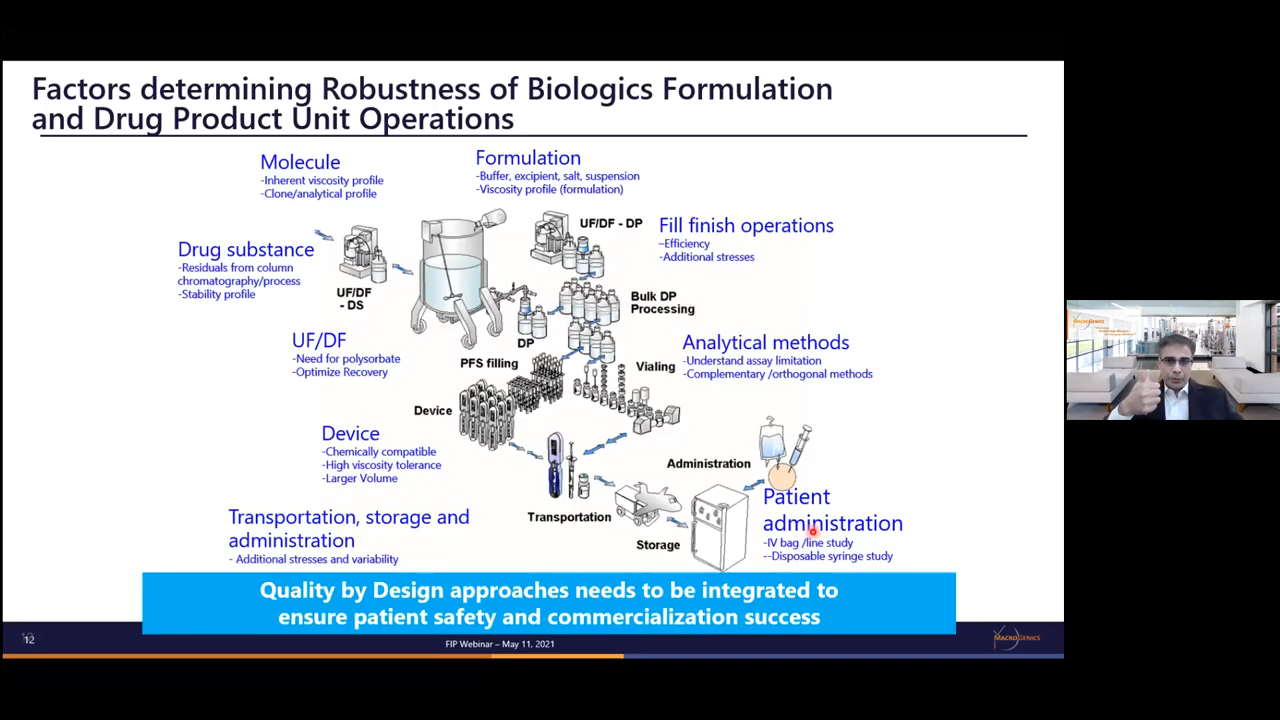 Factors determining Robustness of Biologics Formulation
and Drug Product Unit Operations
Molecule
-Inherent viscosity profile
-Clone/analytical profile
Formulation
-Buffer, excipient, salt, suspension
-Viscosity profile (formulation)
UF/DF - DP
Fill finish operations
–Efficiency
-Additional stresses
Drug substance
-Residuals from column
chromatography/process
-Stability profile
UF/DF
- DS
Bulk DP
Processing
DP
UF/DF
-Need for polysorbate
-Optimize Recovery
PFS filling
Vialing
Analytical methods
-Understand assay limitation
-Complementary /orthogonal methods
Device
Device
-Chemically compatible
-High viscosity tolerance
-Larger Volume
Administration
Transportation
Storage
Patient
administration
-IV bag /line study
--Disposable syringe study
Transportation, storage and
administration
- Additional stresses and variability
Quality by Design approaches needs to be integrated to
ensure patient safety and commercialization success
12
FIP Webinar – May 11, 2021
MACROGENICS
MACROGENICS